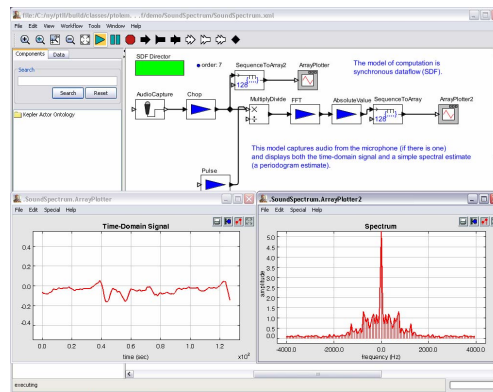 file:/C:/ny/ptII/build/classes/ptolem... f/demo/SoundSpectrum/SoundSpectrum.xml
File Edit View Workflow Tools Window Help
Components Data
Search
Search Reset
Kepler Actor Ontology
SDF Director
order: 7
SequenceToArray2
ArrayPlotter
The model of computation is
synchronous dataflow (SDF).
128
AudioCapture
Chop
MultiplyDivide
FFT
AbsoluteValue
SequenceToArray
ArrayPlotter2
128
This model captures audio from the microphone (if there is one)
and displays both the time-domain signal and a simple spectral estimate
(a periodogram estimate).
Pulse
.SoundSpectrum.ArrayPlotter
File Edit Special Help
Time-Domain Signal
0.4
0.2
0.0
-0.2
-0.4
0.0 0.2 0.4 0.6 0.8 1.0 1.2
time (sec)
.SoundSpectrum.ArrayPlotter2
File Edit Special Help
Spectrum
5.0
4.5
4.0
3.5
3.0
2.5
2.0
1.5
1.0
0.5
0.0
amplitude
-4000.0 -2000.0 0.0 2000.0 4000.0
frequency (Hz)
executing